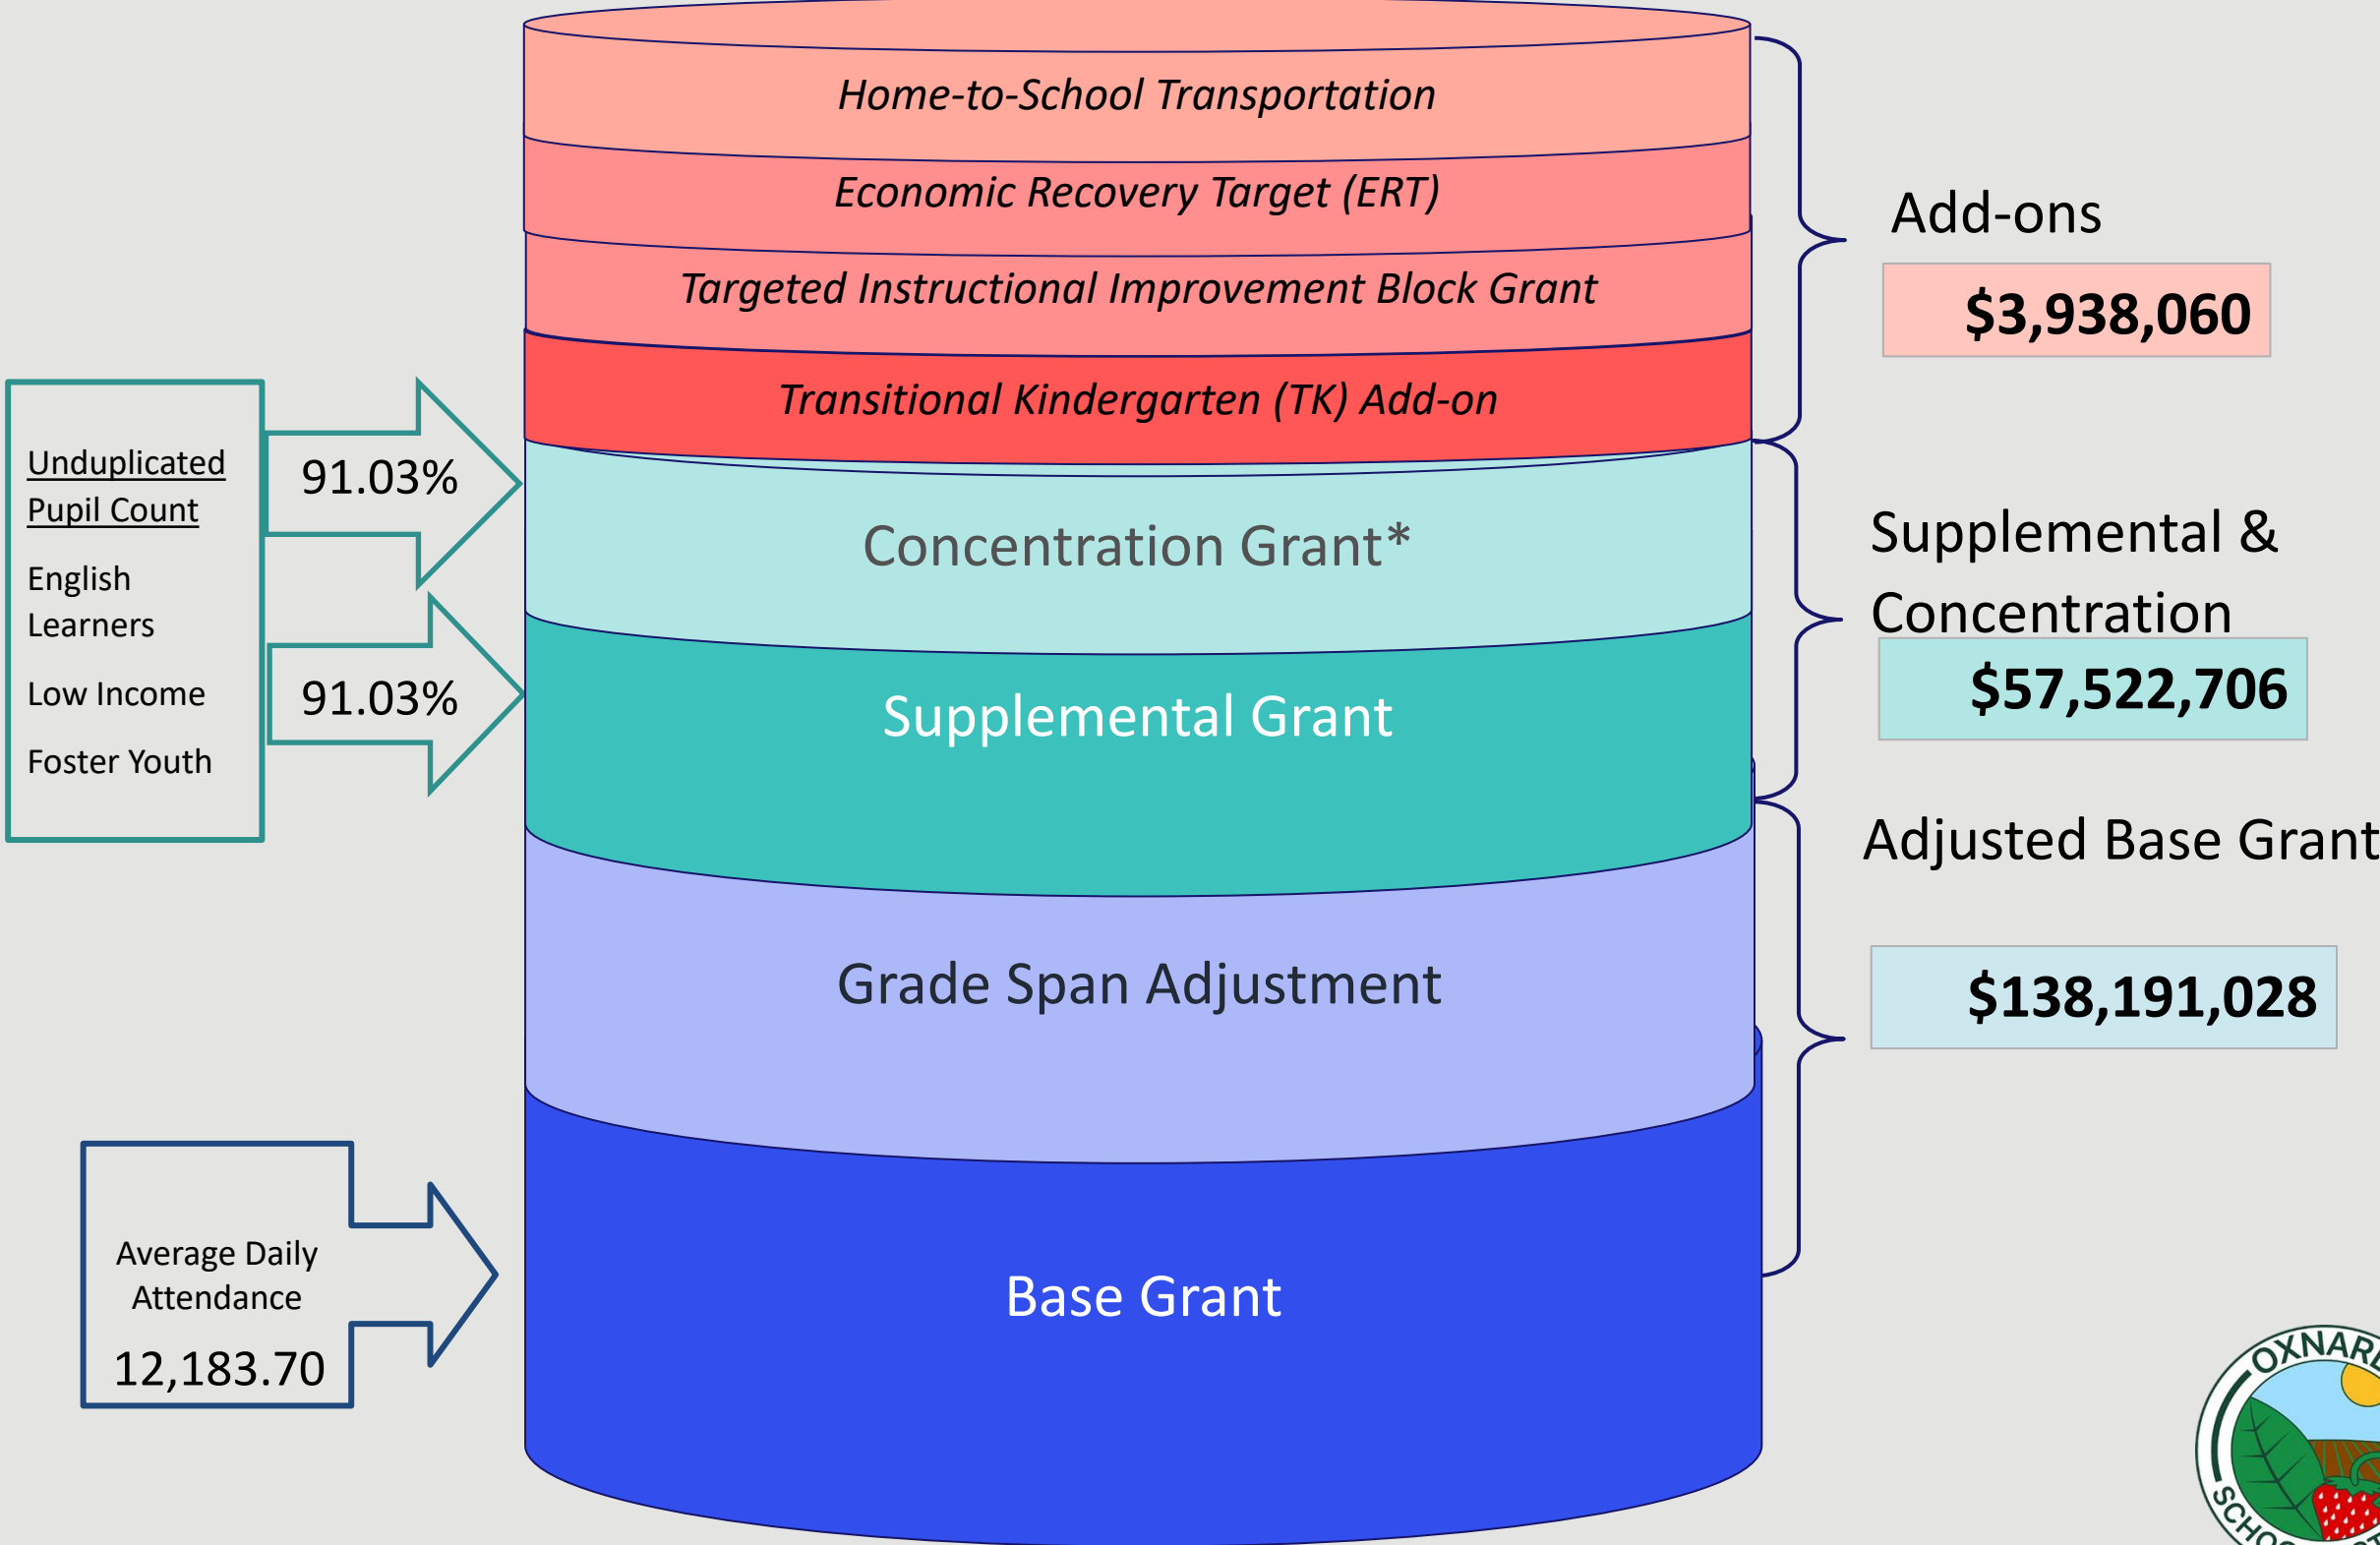 Home-to-School Transportation
Economic Recovery Target (ERT)
Targeted Instructional Improvement Block Grant
Transitional Kindergarten (TK) Add-on
Concentration Grant*
Supplemental Grant
Grade Span Adjustment
Base Grant
Unduplicated
Pupil Count
English
Learners
Low Income
Foster Youth
91.03%
91.03%
Average Daily
Attendance
12,183.70
Add-ons
$3,938,060
Supplemental &
Concentration
$57,522,706
Adjusted Base Grant
$138,191,028